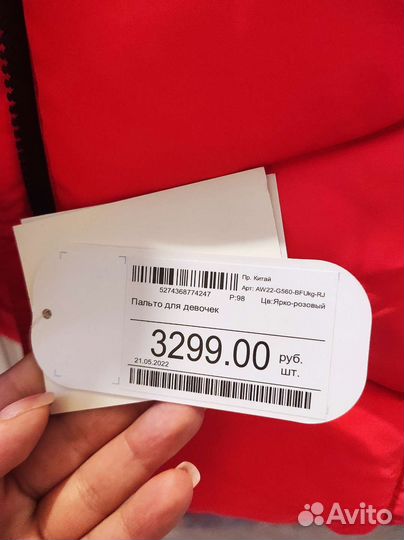 Пр. Китай
Арт: AW22-G560-BFUkg-RJ
5274368774247 Р:98 Цв:Ярко-розовый
Пальто для девочек
3299.00 руб.
21.05.2022 шт.
Avito